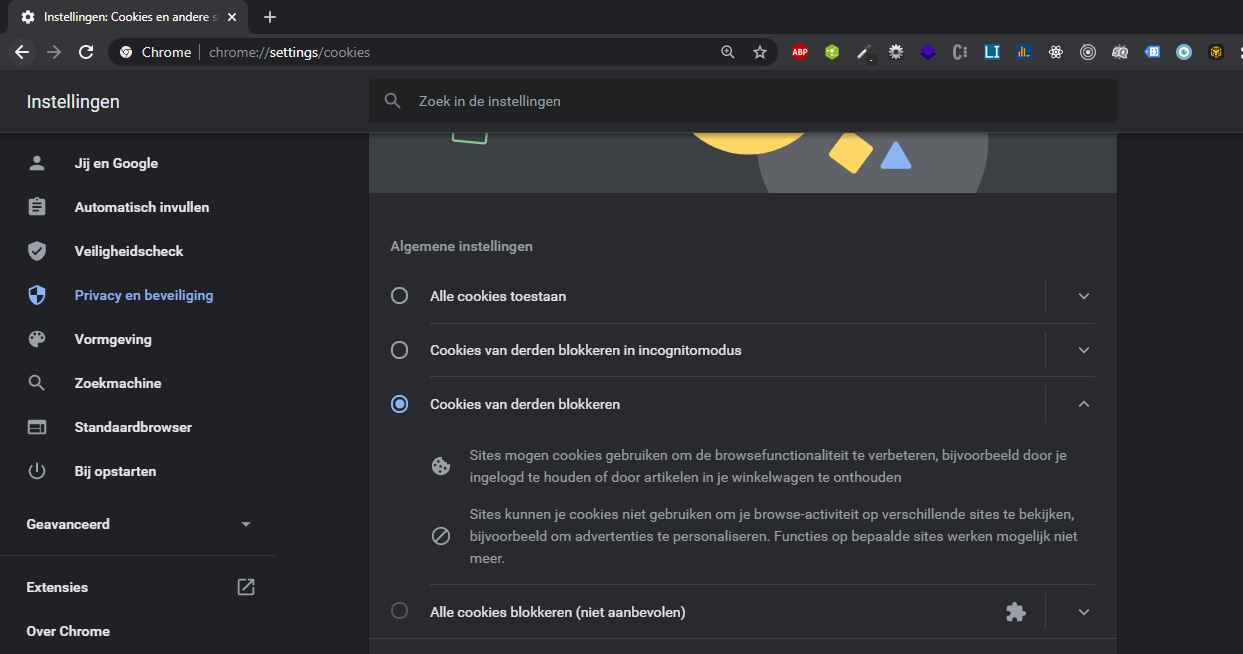 Instellingen: Cookies en andere s
Chrome
chrome://settings/cookies
ABP
LI
SQ
Instellingen
Zoek in de instellingen
Jij en Google
Automatisch invullen
Veiligheidscheck
Privacy en beveiliging
Vormgeving
Zoekmachine
Standaardbrowser
Bij opstarten
Geavanceerd
Extensies
Over Chrome
Algemene instellingen
Alle cookies toestaan
Cookies van derden blokkeren in incognitomodus
Cookies van derden blokkeren
Sites mogen cookies gebruiken om de browsefunctionaliteit te verbeteren, bijvoorbeeld door je
ingelogd te houden of door artikelen in je winkelwagen te onthouden
Sites kunnen je cookies niet gebruiken om je browse-activiteit op verschillende sites te bekijken,
bijvoorbeeld om advertenties te personaliseren. Functies op bepaalde sites werken mogelijk niet
meer.
Alle cookies blokkeren (niet aanbevolen)